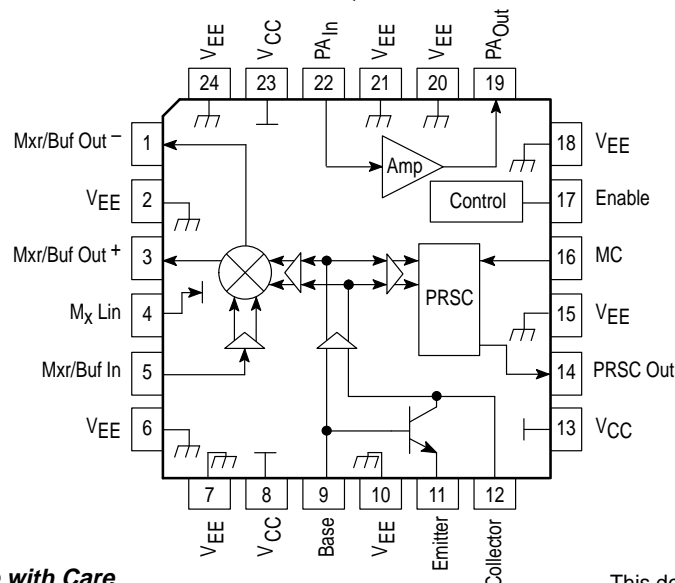 VEE
VCC
PAIn
VEE
VEE
PAOut
24
23
22
21
20
19
Mxr/Buf Out –
1
18
VEE
Amp
VEE
2
Control
17
Enable
Mxr/Buf Out +
3
16
MC
PRSC
Mx Lin
4
15
VEE
Mxr/Buf In
5
14
PRSC Out
VEE
6
13
VCC
7
8
9
10
11
12
VEE
VCC
Base
VEE
Emitter
Collector
with Care
This de